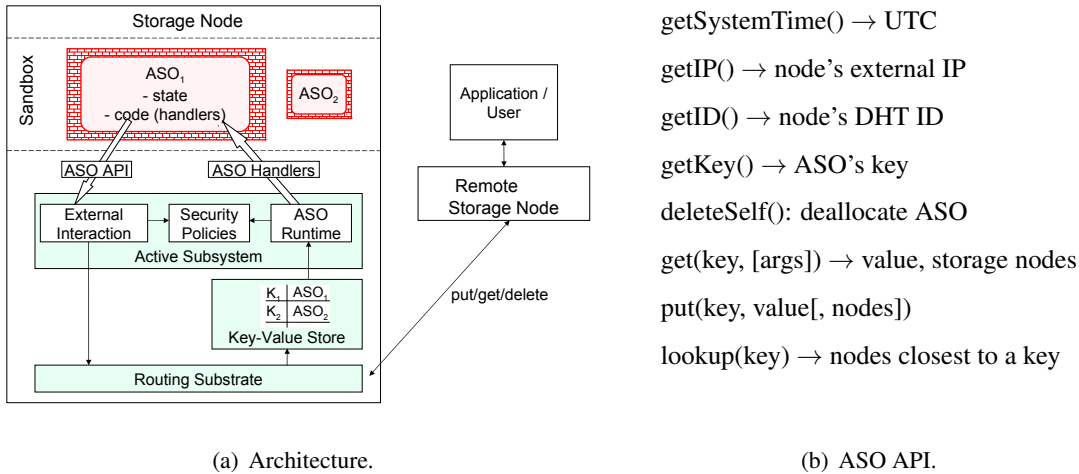 Storage Node
Sandbox
ASO1
- state
- code (handlers)
ASO2
ASO API
ASO Handlers
External
Interaction
Security
Policies
ASO
Runtime
Active Subsystem
K1 ASO1
K2 ASO2
Key-Value Store
Routing Substrate
Application /
User
Remote
Storage Node
put/get/delete
(a) Architecture.
getSystemTime() → UTC
getIP() → node's external IP
getID() → node's DHT ID
getKey() → ASO's key
deleteSelf(): deallocate ASO
get(key, [args]) → value, storage nodes
put(key, value[, nodes])
lookup(key) → nodes closest to a key
(b) ASO API.